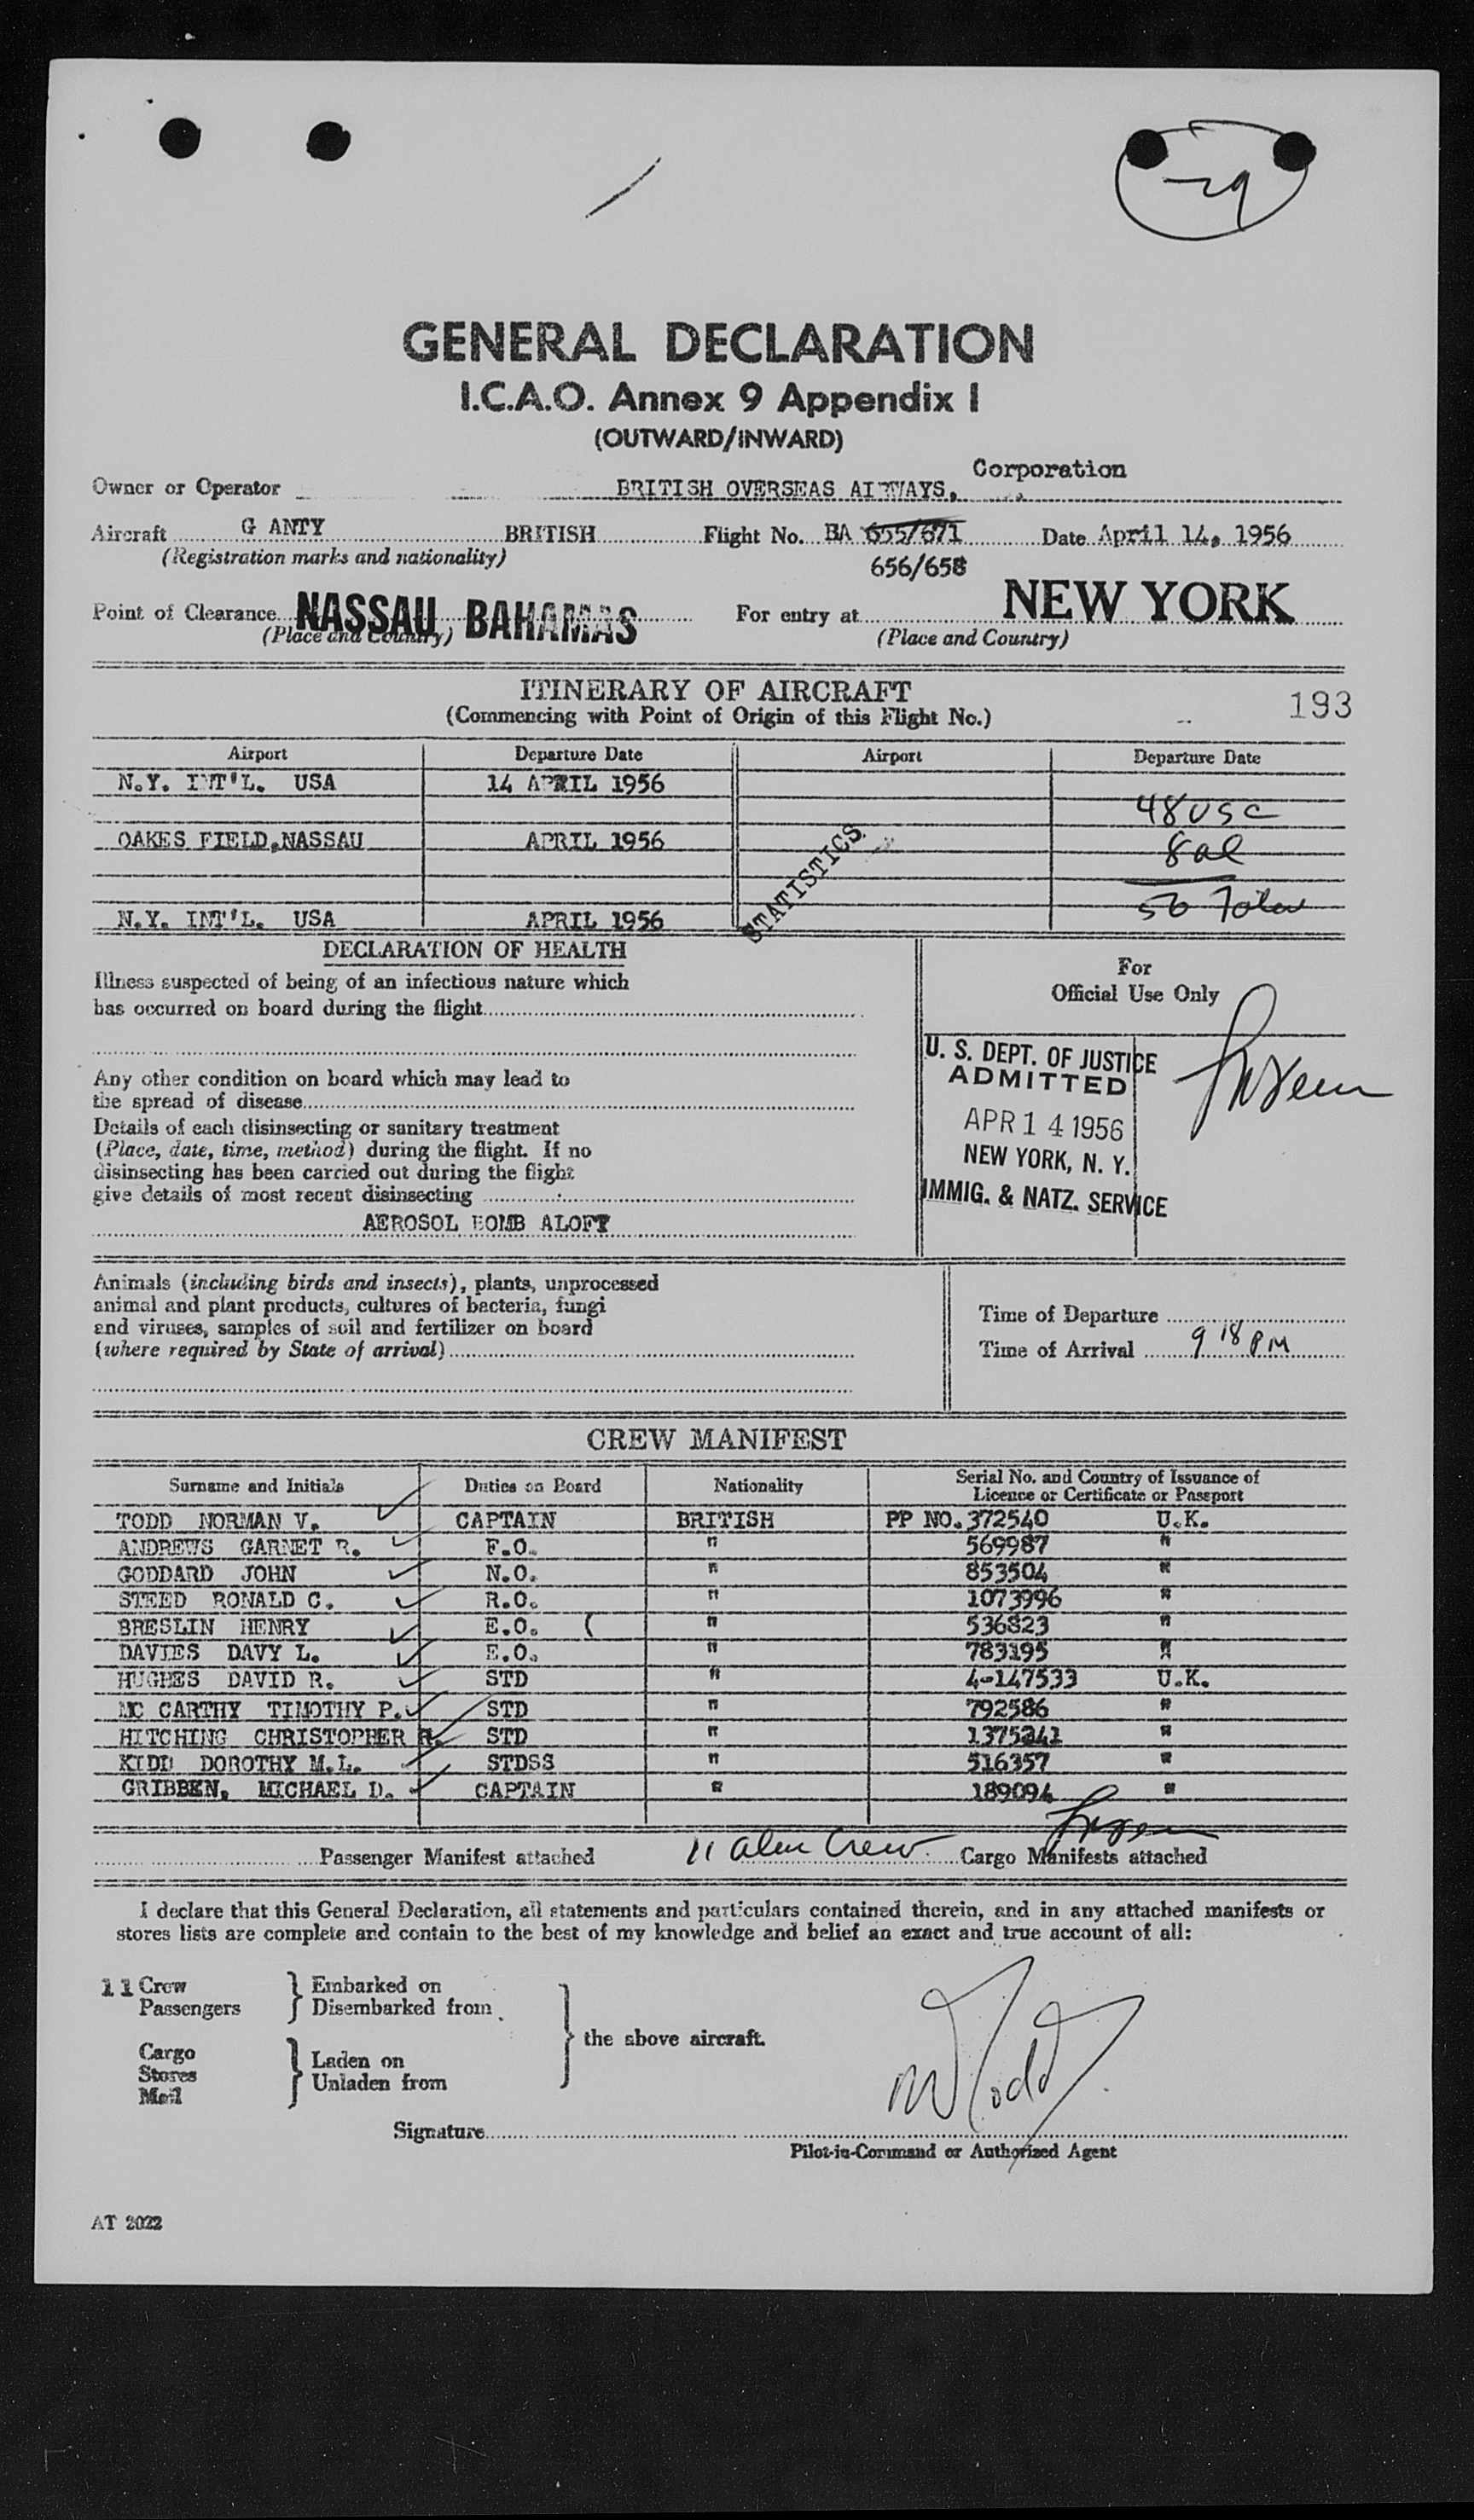 29
GENERAL DECLARATION
I.C.A.O. Annex 9 Appendix I
(OUTWARD/INWARD)
Corporation
Owner or Operator BRITISH OVERSEAS AIRWAYS,
Aircraft G ANTY BRITISH Flight No. BA 655/671 Date April 14, 1956
(Registration marks and nationality) 656/658
Point of Clearance NASSAU BAHAMAS For entry at NEW YORK
(Place and Country) (Place and Country)
ITINERARY OF AIRCRAFT
(Commencing with Point of Origin of this Flight No.) 193
Airport Departure Date Airport Departure Date
N.Y. INT'L. USA 14 APRIL 1956
48 USC
OAKES FIELD,NASSAU APRIL 1956 8 al
STATISTICS
N.Y. INT'L. USA APRIL 1956 56 Total
DECLARATION OF HEALTH
Illness suspected of being of an infectious nature which
has occurred on board during the flight
For
Official Use Only
Any other condition on board which may lead to
the spread of disease
Details of each disinsecting or sanitary treatment
(Place, date, time, method) during the flight. If no
disinsecting has been carried out during the flight
give details of most recent disinsecting
AEROSOL BOMB ALOFT
U. S. DEPT. OF JUSTICE
ADMITTED
APR 14 1956
NEW YORK, N. Y.
IMMIG. & NATZ. SERVICE
Animals (including birds and insects), plants, unprocessed
animal and plant products, cultures of bacteria, fungi
and viruses, samples of soil and fertilizer on board
(where required by State of arrival)
Time of Departure
Time of Arrival 9 18 PM
CREW MANIFEST
Surname and Initials Duties on Board Nationality Serial No. and Country of Issuance of
Licence or Certificate or Passport
TODD NORMAN V. CAPTAIN BRITISH PP NO. 372540 U.K.
ANDREWS GARNET R. F.O. " 569987 "
GODDARD JOHN N.O. " 853504 "
STEED RONALD C. R.O. " 1073996 "
BRESLIN HENRY E.O. ( " 536823 "
DAVIES DAVY L. E.O. " 783195 "
HUGHES DAVID R. STD " 4-147533 U.K.
MC CARTHY TIMOTHY P. STD " 792586 "
HITCHING CHRISTOPHER R. STD " 1375241 "
KIDD DOROTHY M.L. STDSS " 516357 "
GRIBBEN, MICHAEL D. CAPTAIN " 189094 "
Passenger Manifest attached 11 alien Crew Cargo Manifests attached
I declare that this General Declaration, all statements and particulars contained therein, and in any attached manifests or
stores lists are complete and contain to the best of my knowledge and belief an exact and true account of all:
11 Crew
Passengers
Embarked on
Disembarked from
the above aircraft.
Cargo
Stores
Mail
Laden on
Unladen from
NV Todd
Signature
Pilot-in-Command or Authorized Agent
AT 2022